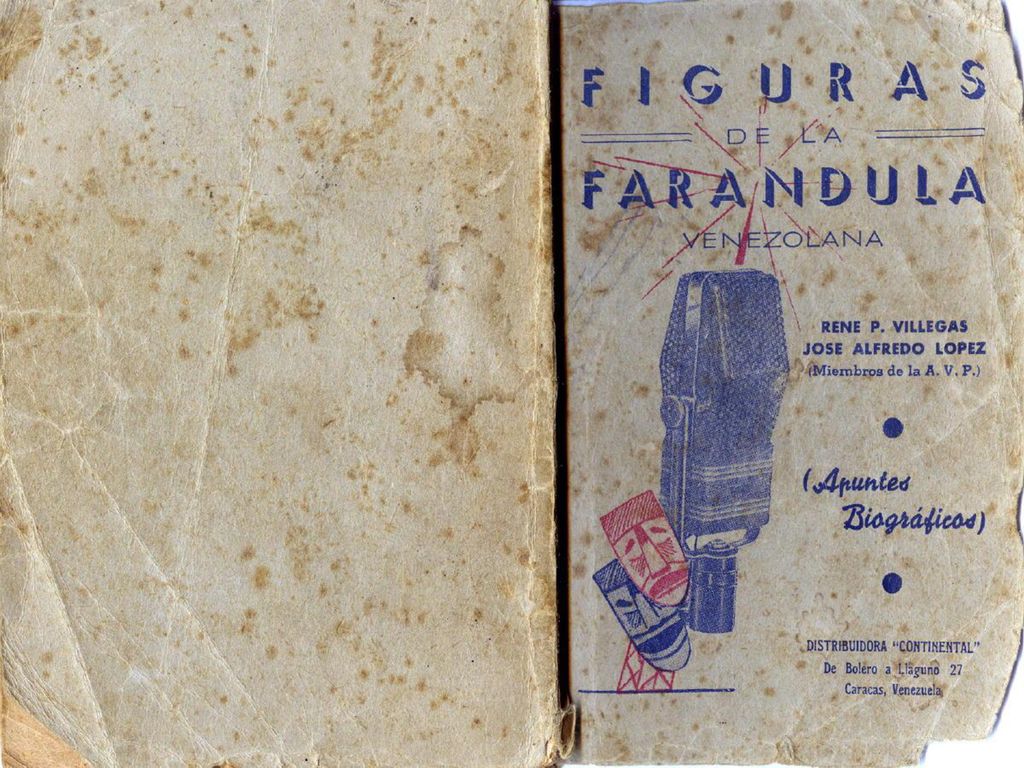 FIGURAS
DE LA
FARANDULA
VENEZOLANA
RENE P. VILLEGAS
JOSE ALFREDO LOPEZ
(Miembros de la A. V. P.)
(Apuntes
Biográficos)
DISTRIBUIDORA "CONTINENTAL"
De Bolero a Llaguno 27
Caracas, Venezuela